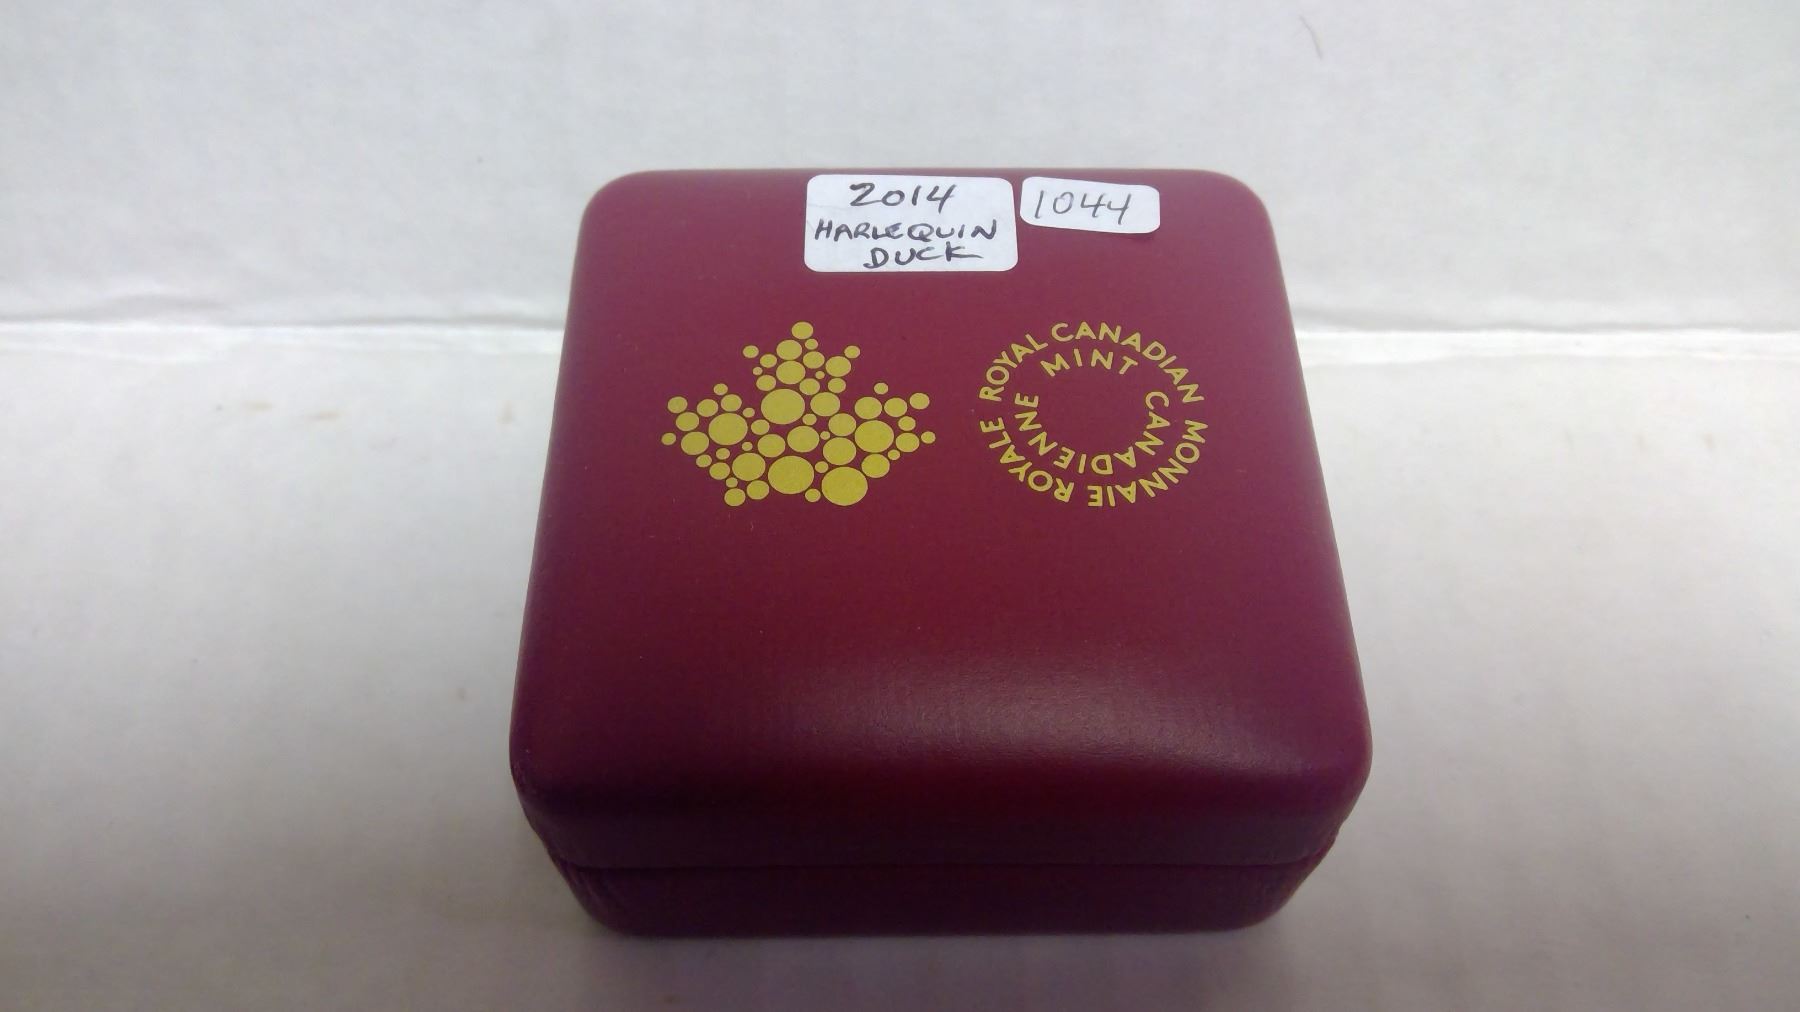 2014
HARLEQUIN
DUCK
1044
ROYAL CANADIAN MINT
MONNAIE ROYALE CANADIENNE